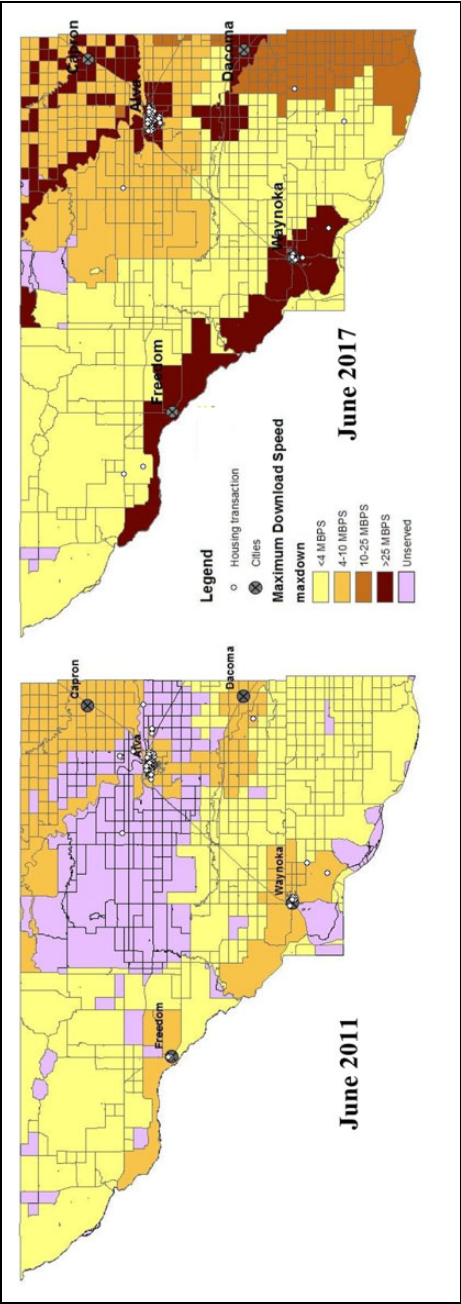 Capron
Alva
Dacoma
Waynoka
Freedom
June 2011
Capron
Alva
Dacoma
Waynoka
Freedom
June 2017
Legend
Housing transaction
Cities
Maximum Download Speed
maxdown
<4 MBPS
4-10 MBPS
10-25 MBPS
>25 MBPS
Unserved